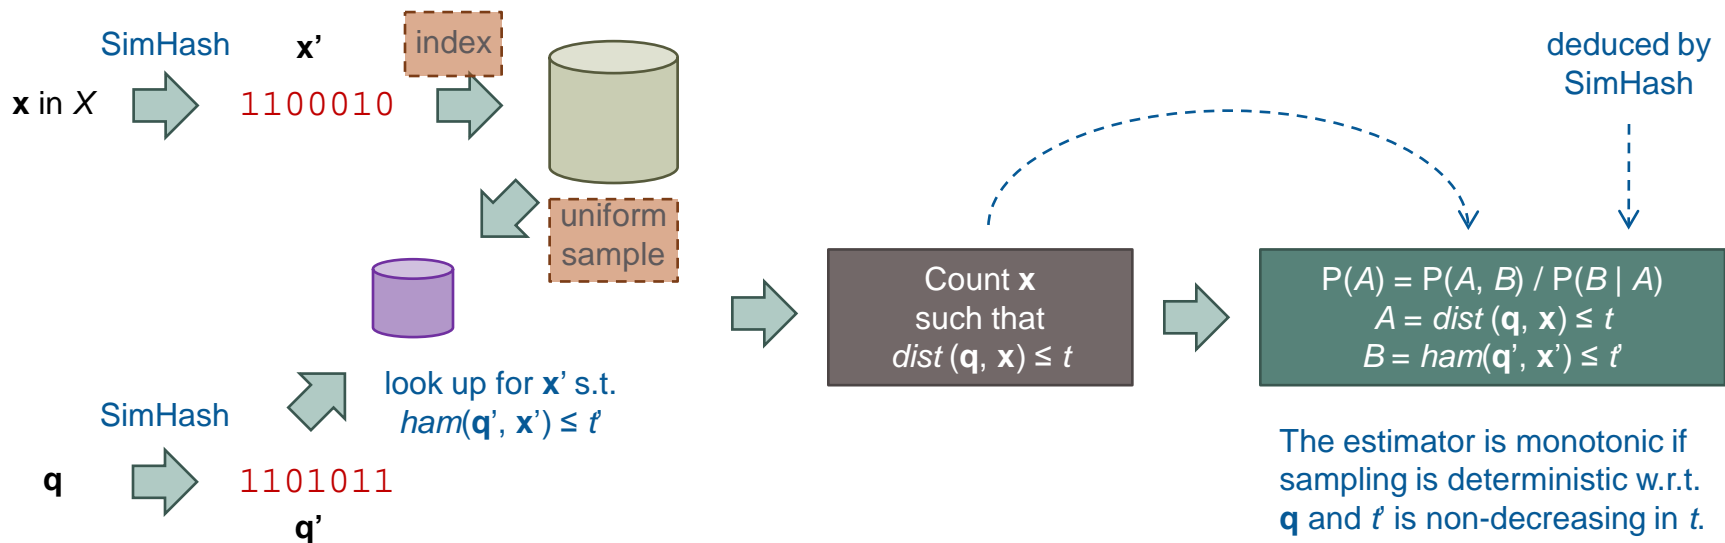 SimHash
x'
index
x in X
1100010
uniform
sample
look up for x' s.t.
ham(q', x') ≤ t'
SimHash
q
1101011
q'
Count x
such that
dist (q, x) ≤ t
deduced by
SimHash
P(A) = P(A, B) / P(B | A)
A = dist (q, x) ≤ t
B = ham(q', x') ≤ t'
The estimator is monotonic if
sampling is deterministic w.r.t.
q and t' is non-decreasing in t.